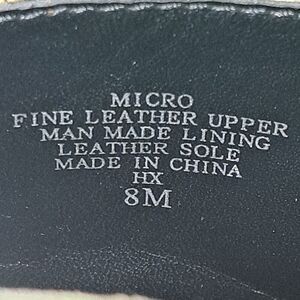 MICRO
FINE LEATHER UPPER
MAN MADE LINING
LEATHER SOLE
MADE IN CHINA
HX
8M